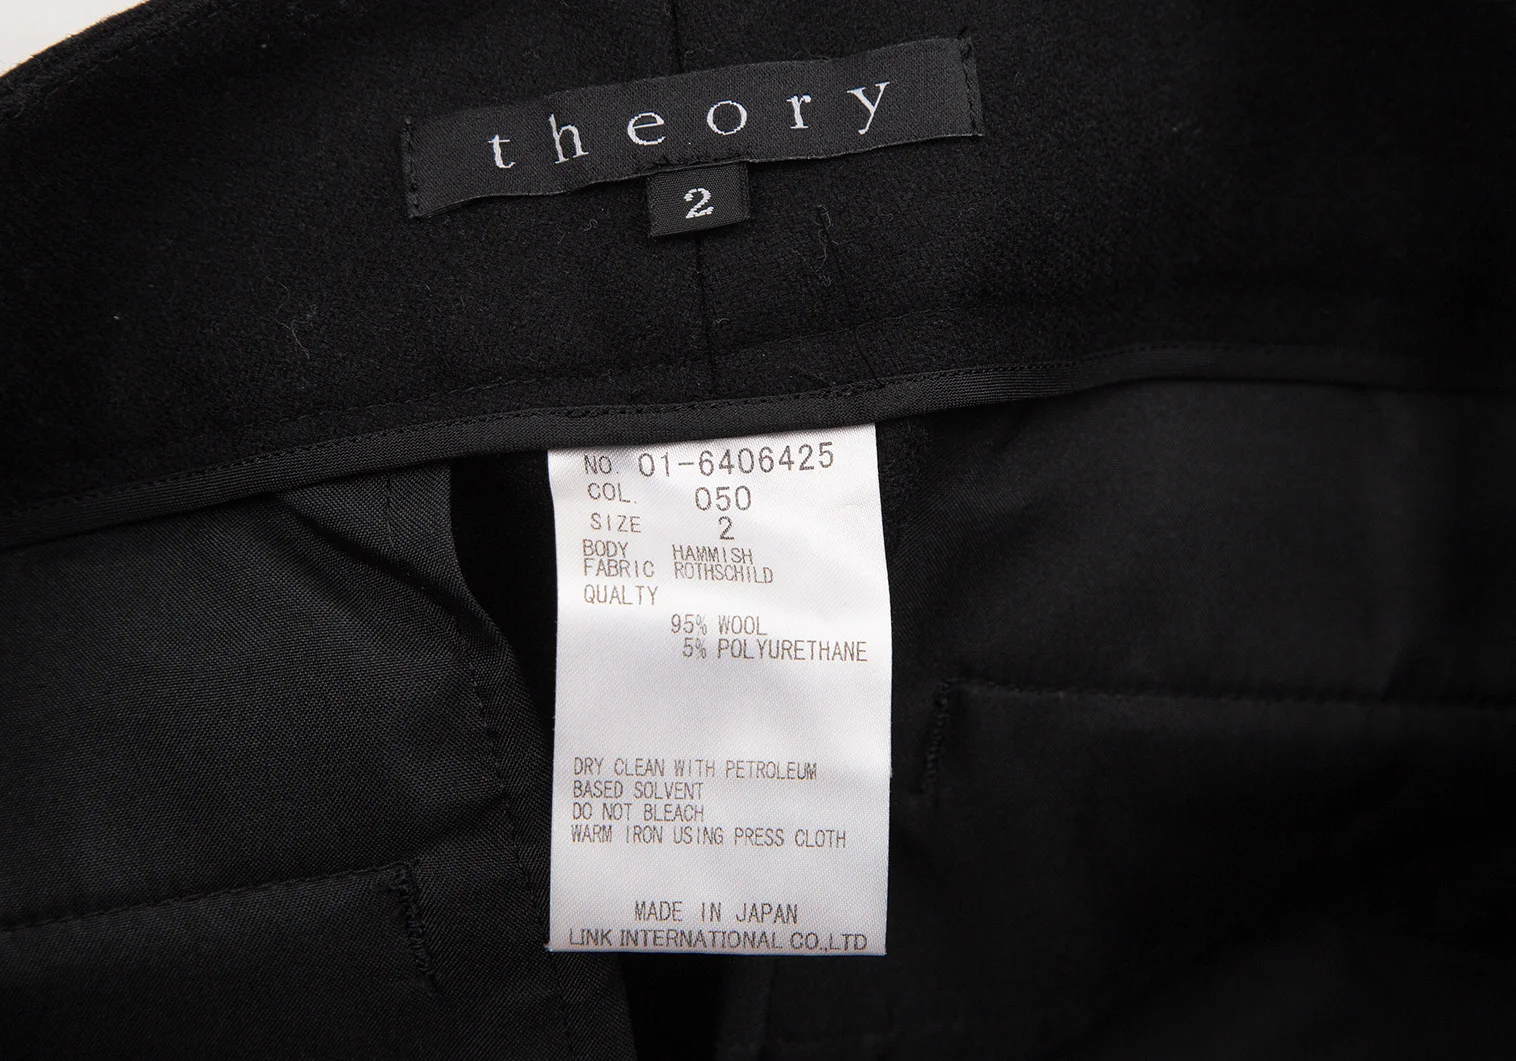 theory
2
NO. 01-6406425
COL. 050
SIZE 2
BODY HAMMISH
FABRIC ROTHSCHILD
QUALTY
95% WOOL
5% POLYURETHANE
DRY CLEAN WITH PETROLEUM
BASED SOLVENT
DO NOT BLEACH
WARM IRON USING PRESS CLOTH
MADE IN JAPAN
LINK INTERNATIONAL CO.,LTD